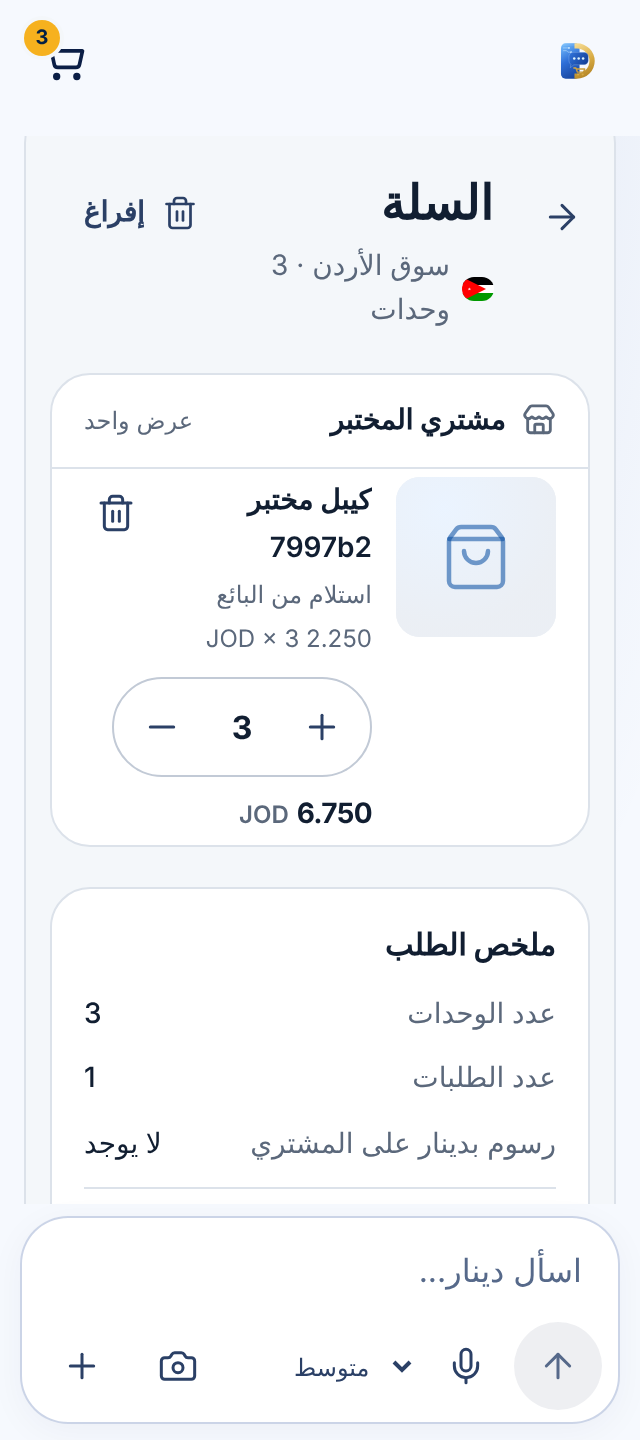 3
السلة
إفراغ
سوق الأردن · 3
وحدات
مشتري المختبر
عرض واحد
كيبل مختبر
7997b2
استلام من البائع
JOD × 3 2.250
3
6.750 JOD
ملخص الطلب
عدد الوحدات 3
عدد الطلبات 1
رسوم بدينار على المشتري لا يوجد
اسأل دينار...
متوسط